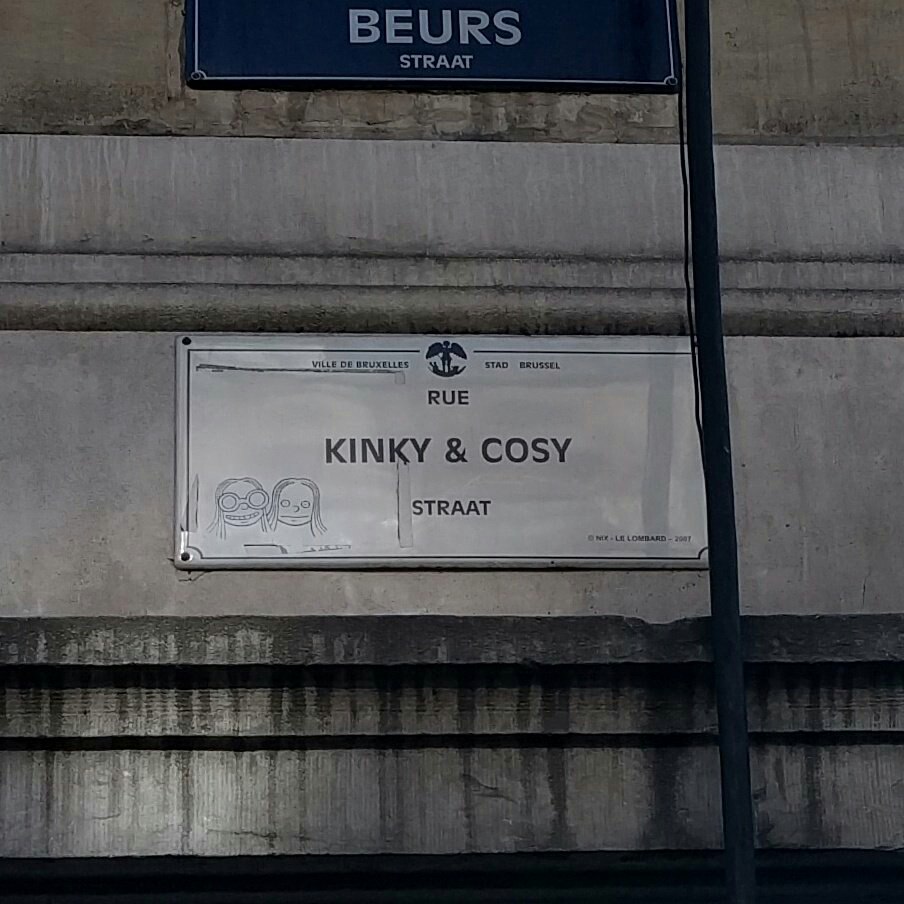 BEURS
STRAAT
VILLE DE BRUXELLES STAD BRUSSEL
RUE
KINKY & COSY
STRAAT
© NIX - LE LOMBARD - 2007